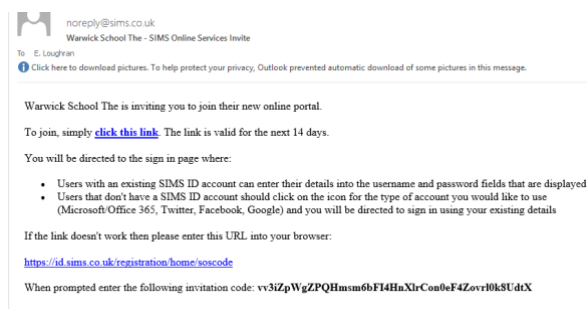 noreply@sims.co.uk
Warwick School The - SIMS Online Services Invite
To E. Loughran
Click here to download pictures. To help protect your privacy, Outlook prevented automatic download of some pictures in this message.
Warwick School The is inviting you to join their new online portal.
To join, simply click this link. The link is valid for the next 14 days.
You will be directed to the sign in page where:
• Users with an existing SIMS ID account can enter their details into the username and password fields that are displayed
• Users that don't have a SIMS ID account should click on the icon for the type of account you would like to use
(Microsoft/Office 365, Twitter, Facebook, Google) and you will be directed to sign in using your existing details
If the link doesn't work then please enter this URL into your browser:
https://id.sims.co.uk/registration/home/soscode
When prompted enter the following invitation code: